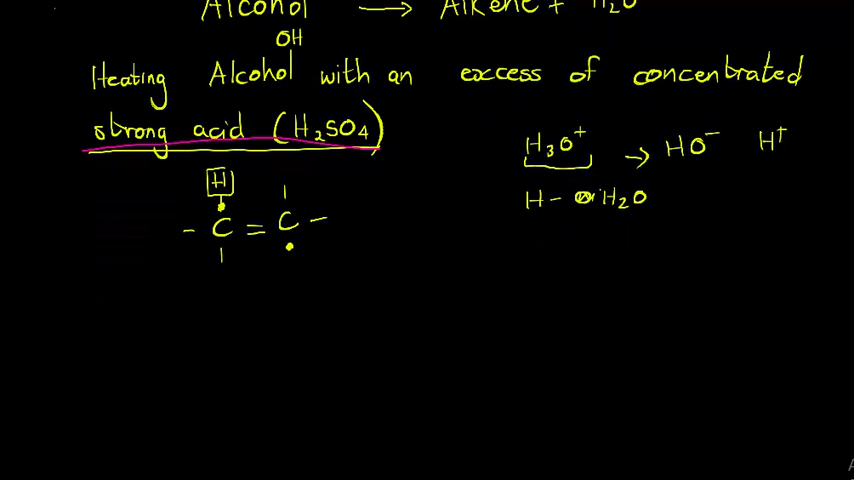 Alcohol → Alkene + H₂O
OH
Heating Alcohol with an excess of concentrated
strong acid (H₂SO₄)
H₃O⁺ → HO⁻ H⁺
H - H₂O
H
- C = C -